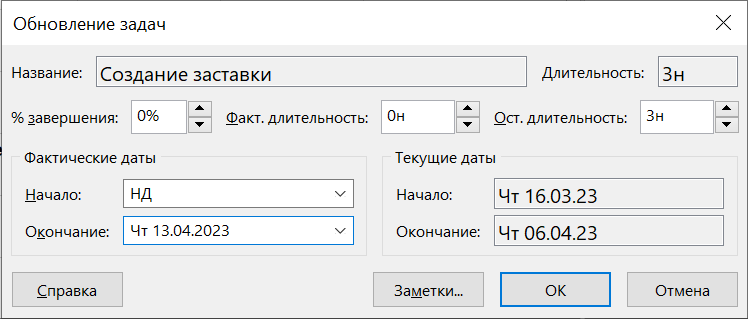 Обновление задач
Название: Создание заставки Длительность: 3н
% завершения: 0% Факт. длительность: 0н Ост. длительность: 3н
Фактические даты Текущие даты
Начало: НД Начало: Чт 16.03.23
Окончание: Чт 13.04.2023 Окончание: Чт 06.04.23
Справка Заметки... ОК Отмена